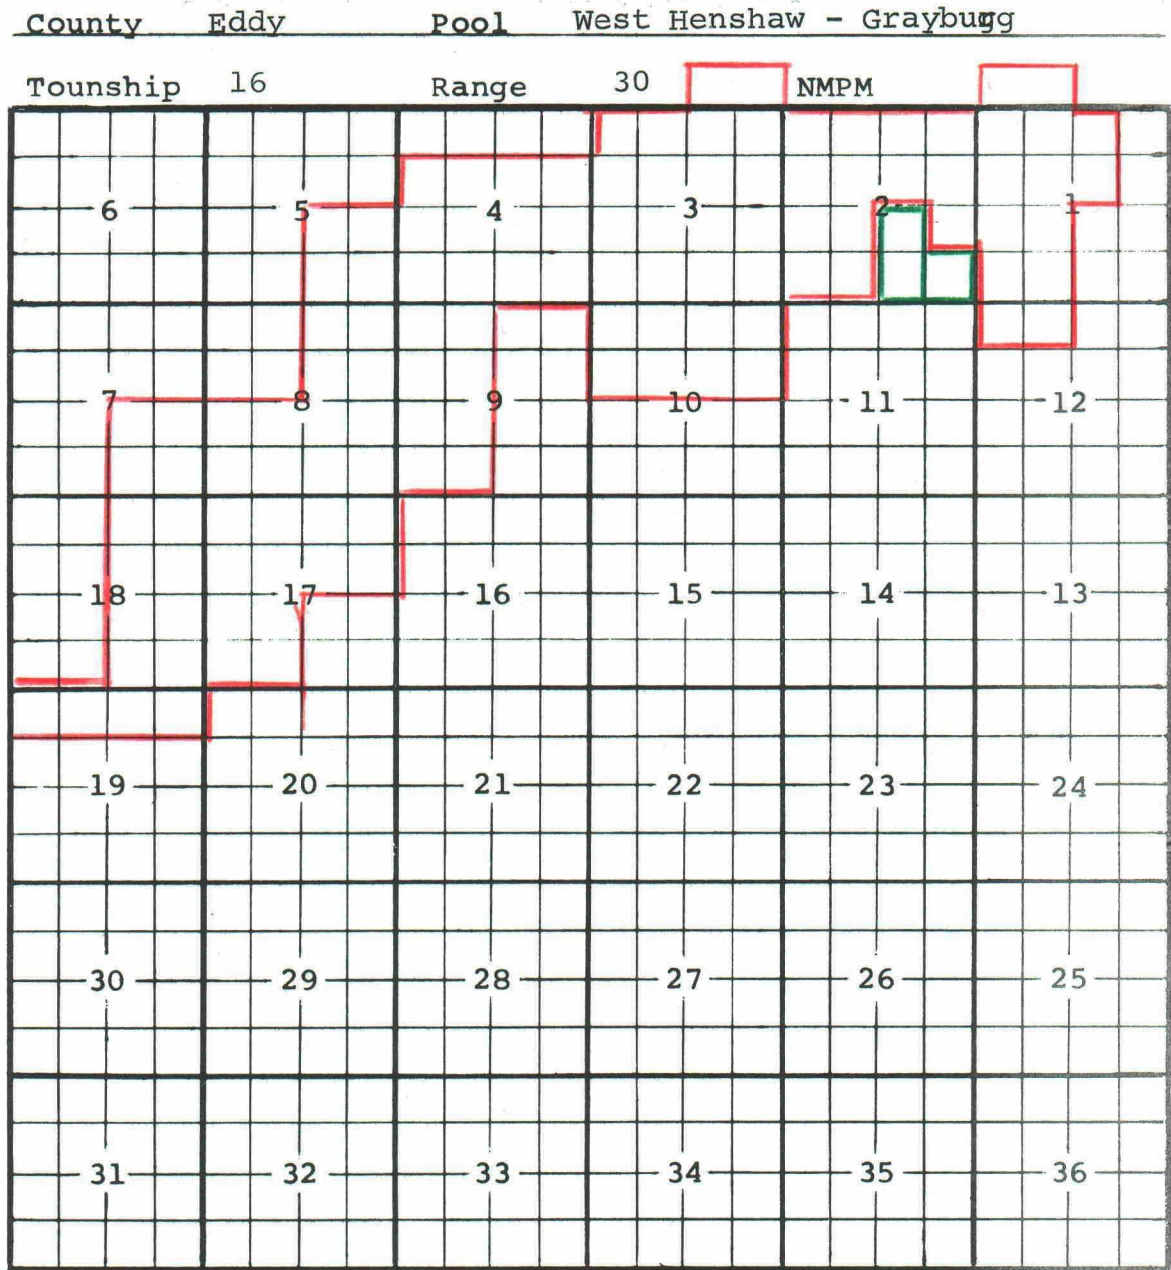 County Eddy Pool West Henshaw - Grayburgg
Tounship 16 Range 30 NMPM
6 5 4 3 2 1
7 8 9 10 11 12
18 17 16 15 14 13
19 20 21 22 23 24
30 29 28 27 26 25
31 32 33 34 35 36